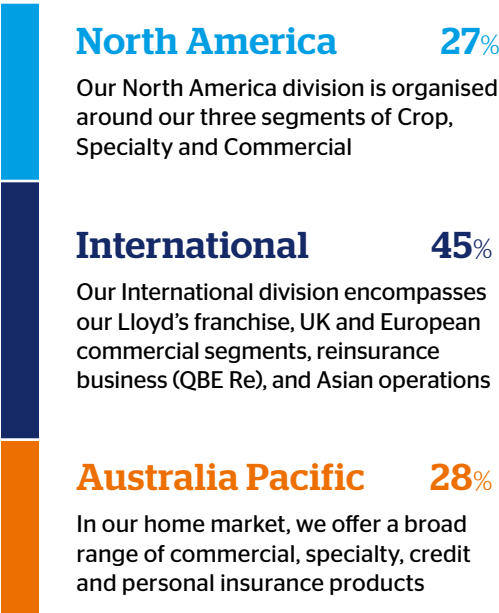 North America 27%
Our North America division is organised
around our three segments of Crop,
Specialty and Commercial
International 45%
Our International division encompasses
our Lloyd’s franchise, UK and European
commercial segments, reinsurance
business (QBE Re), and Asian operations
Australia Pacific 28%
In our home market, we offer a broad
range of commercial, specialty, credit
and personal insurance products